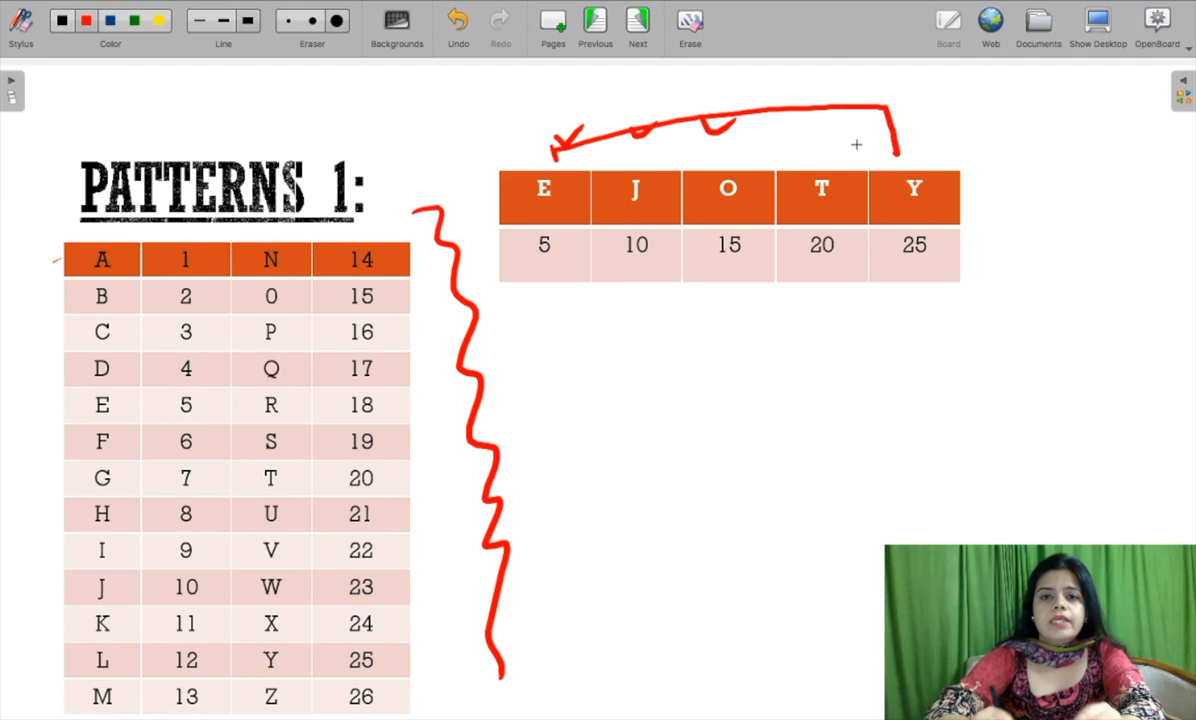 Stylus Color Line Eraser Backgrounds Undo Redo Pages Previous Next Erase Board Web Documents Show Desktop OpenBoard
PATTERNS 1:
E J O T Y
5 10 15 20 25
A 1 N 14
B 2 O 15
C 3 P 16
D 4 Q 17
E 5 R 18
F 6 S 19
G 7 T 20
H 8 U 21
I 9 V 22
J 10 W 23
K 11 X 24
L 12 Y 25
M 13 Z 26